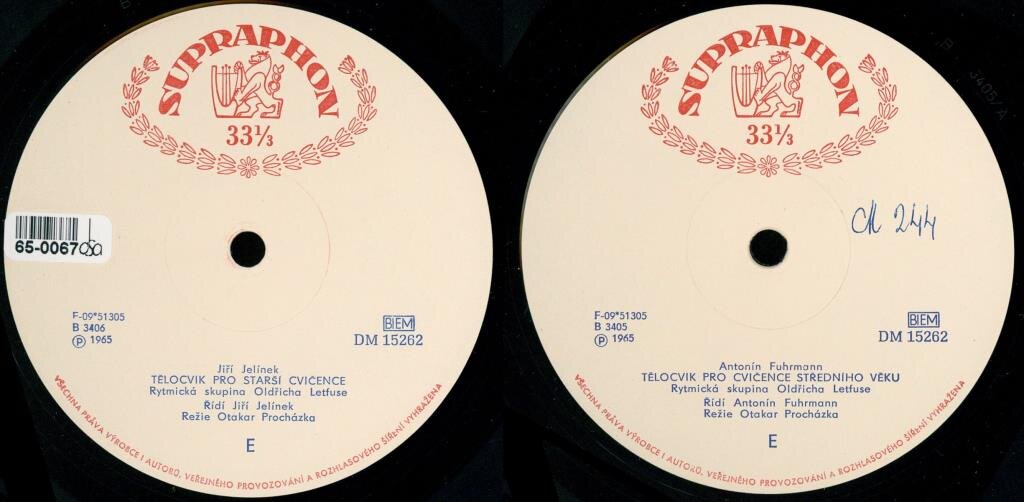 SUPRAPHON
33⅓
65-0067
F-09*51305
B 3406
Ⓟ 1965
BIEM
DM 15262
Jiří Jelínek
TĚLOCVIK PRO STARŠÍ CVIČENCE
Rytmická skupina Oldřicha Letfuse
Řídí Jiří Jelínek
Režie Otakar Procházka
E
VŠECHNA PRÁVA VÝROBCE I AUTORŮ, VEŘEJNÉHO PROVOZOVÁNÍ A ROZHLASOVÉHO ŠÍŘENÍ VYHRAŽENA
SUPRAPHON
33⅓
F-09*51305
B 3405
Ⓟ 1965
BIEM
DM 15262
Antonín Fuhrmann
TĚLOCVIK PRO CVIČENCE STŘEDNÍHO VĚKU
Rytmická skupina Oldřicha Letfuse
Řídí Antonín Fuhrmann
Režie Otakar Procházka
E
VŠECHNA PRÁVA VÝROBCE I AUTORŮ, VEŘEJNÉHO PROVOZOVÁNÍ A ROZHLASOVÉHO ŠÍŘENÍ VYHRAŽENA
244
3405/A